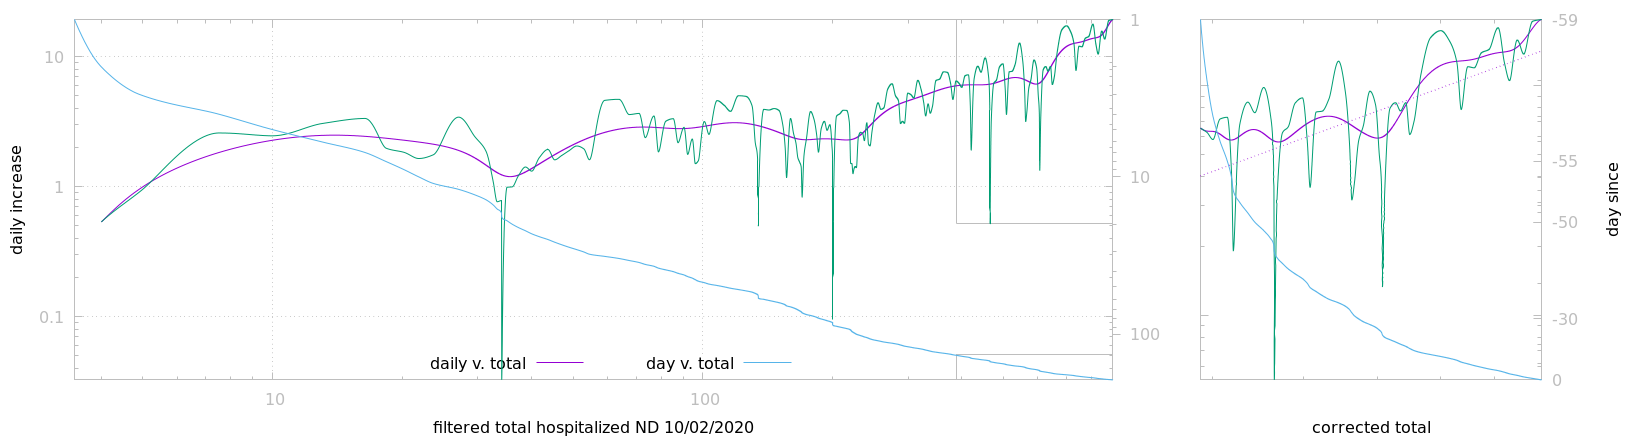 1
-59
10
daily increase
-55
day since
10
1
-50
0.1
-30
100
daily v. total
day v. total
0
10
100
filtered total hospitalized ND 10/02/2020
corrected total